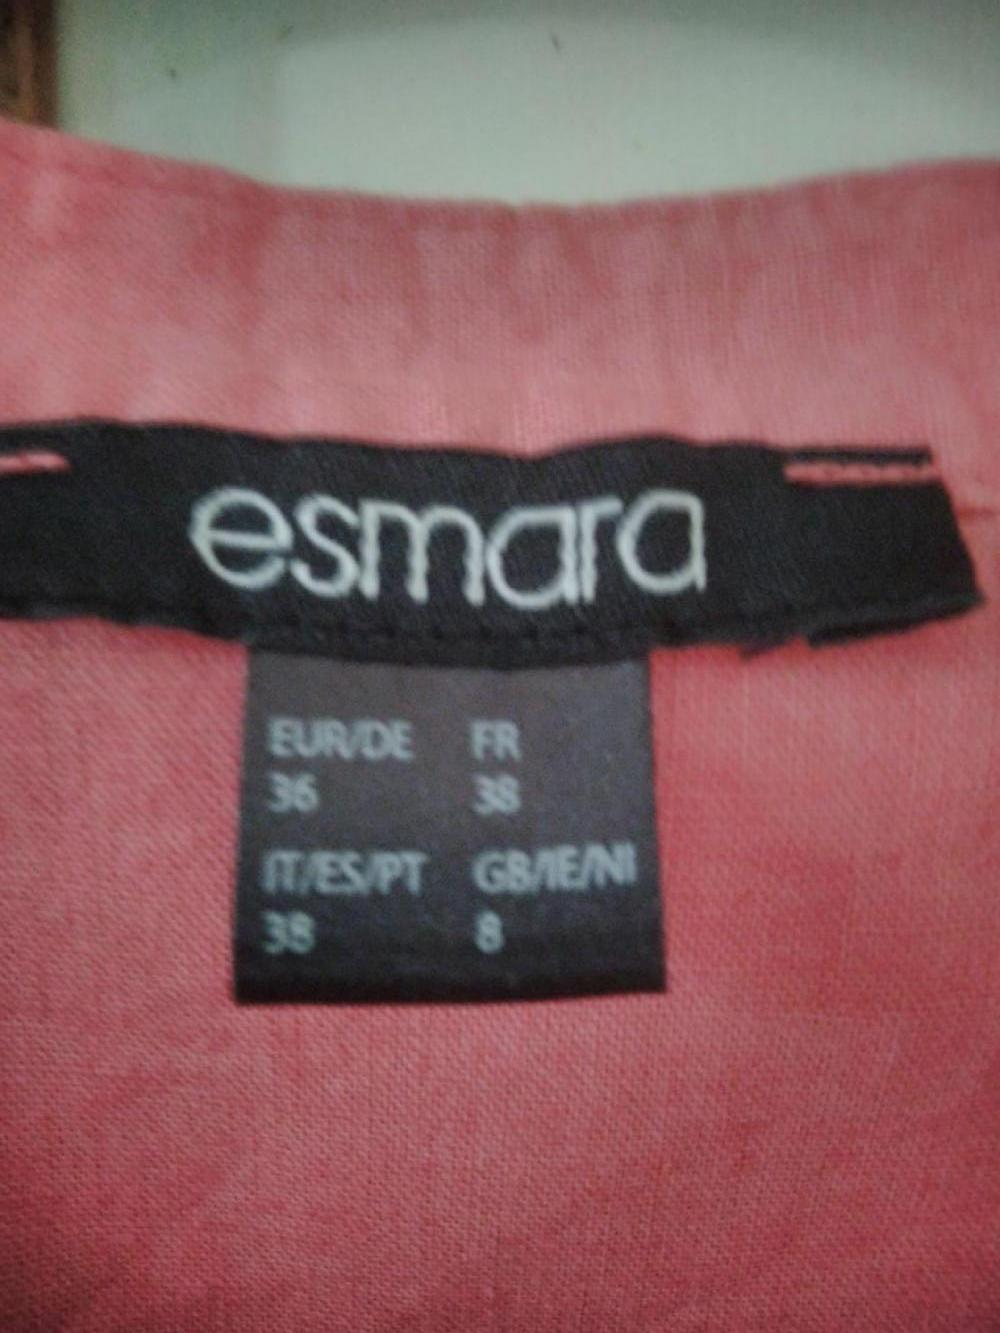 esmara
EUR/DE FR
36 38
IT/ES/PT GB/IE/NI
38 8